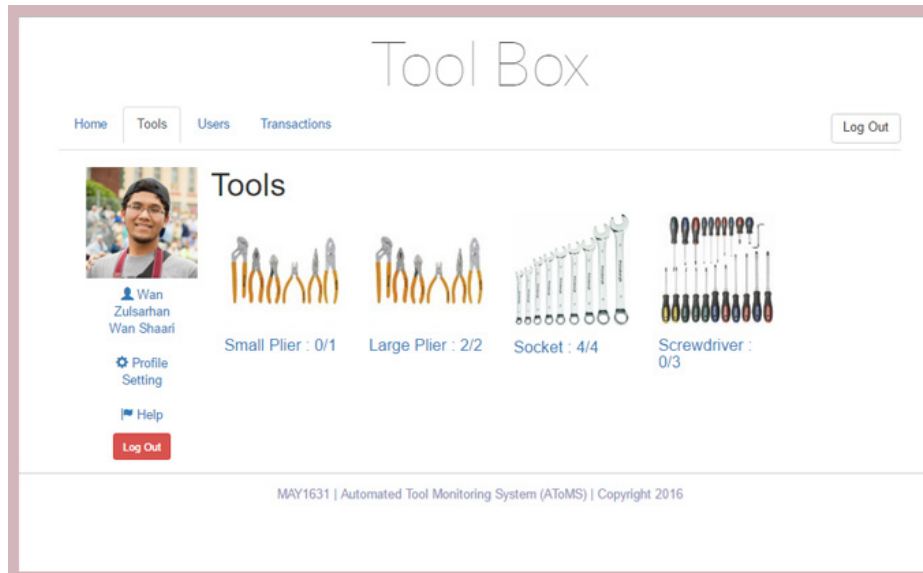 Tool Box
Home
Tools
Users
Transactions
Log Out
Tools
Wan
Zulsarhan
Wan Shaari
Profile
Setting
Help
Log Out
Small Plier : 0/1
Large Plier : 2/2
Socket : 4/4
Screwdriver :
0/3
MAY1631 | Automated Tool Monitoring System (AToMS) | Copyright 2016